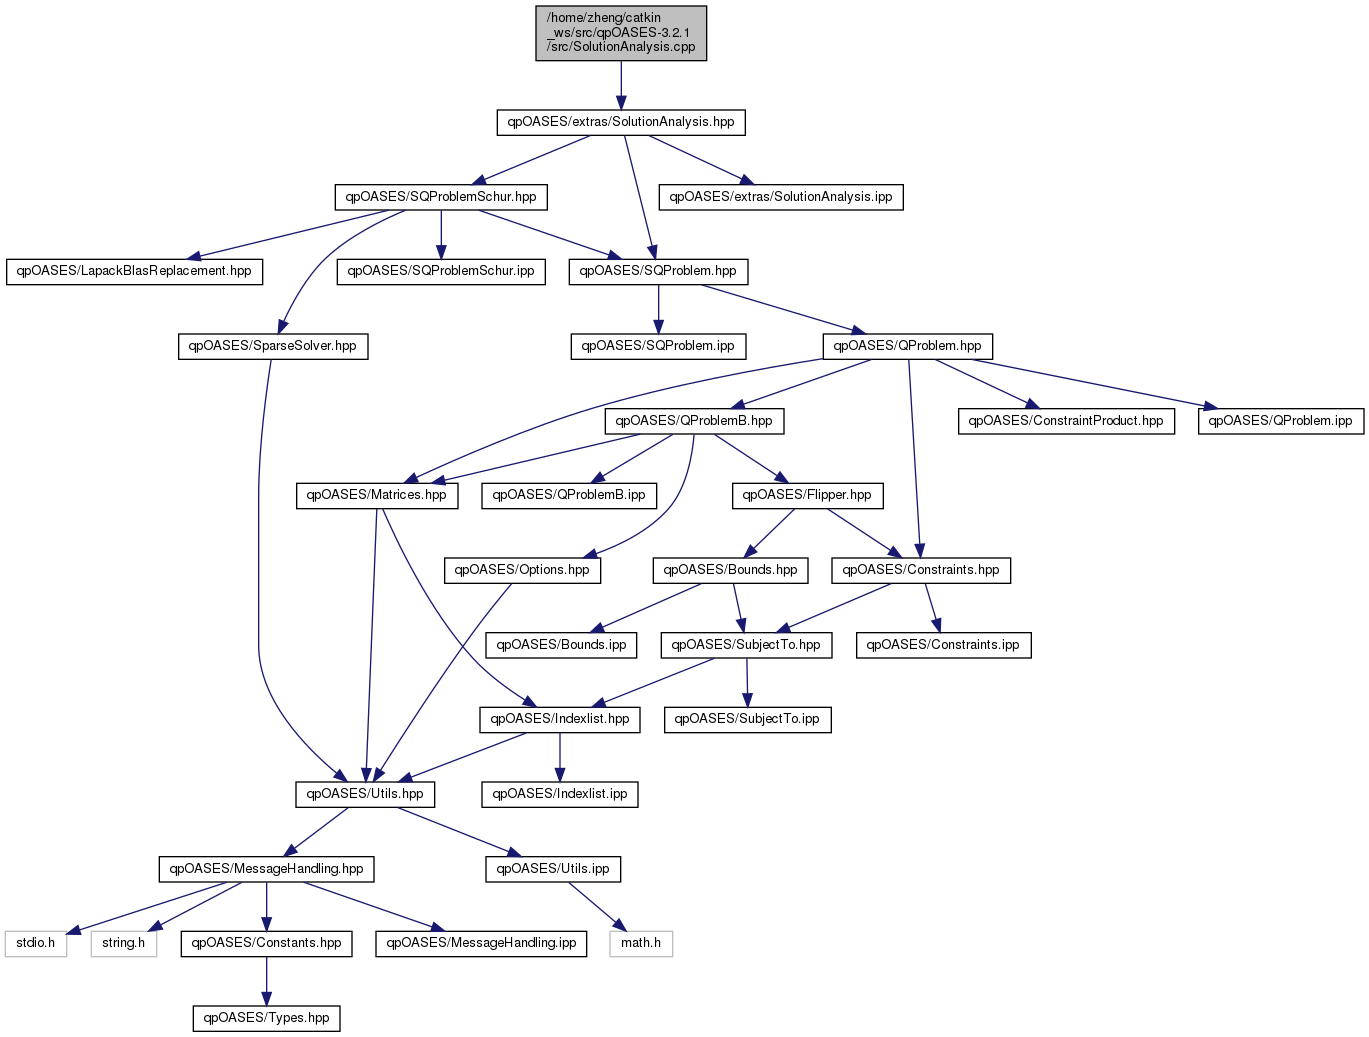 /home/zheng/catkin
_ws/src/qpOASES-3.2.1
/src/SolutionAnalysis.cpp
qpOASES/extras/SolutionAnalysis.hpp
qpOASES/SQProblemSchur.hpp
qpOASES/extras/SolutionAnalysis.ipp
qpOASES/LapackBlasReplacement.hpp
qpOASES/SQProblemSchur.ipp
qpOASES/SQProblem.hpp
qpOASES/SparseSolver.hpp
qpOASES/SQProblem.ipp
qpOASES/QProblem.hpp
qpOASES/QProblemB.hpp
qpOASES/ConstraintProduct.hpp
qpOASES/QProblem.ipp
qpOASES/Matrices.hpp
qpOASES/QProblemB.ipp
qpOASES/Flipper.hpp
qpOASES/Options.hpp
qpOASES/Bounds.hpp
qpOASES/Constraints.hpp
qpOASES/Bounds.ipp
qpOASES/SubjectTo.hpp
qpOASES/Constraints.ipp
qpOASES/Indexlist.hpp
qpOASES/SubjectTo.ipp
qpOASES/Utils.hpp
qpOASES/Indexlist.ipp
qpOASES/MessageHandling.hpp
qpOASES/Utils.ipp
stdio.h
string.h
qpOASES/Constants.hpp
qpOASES/MessageHandling.ipp
math.h
qpOASES/Types.hpp